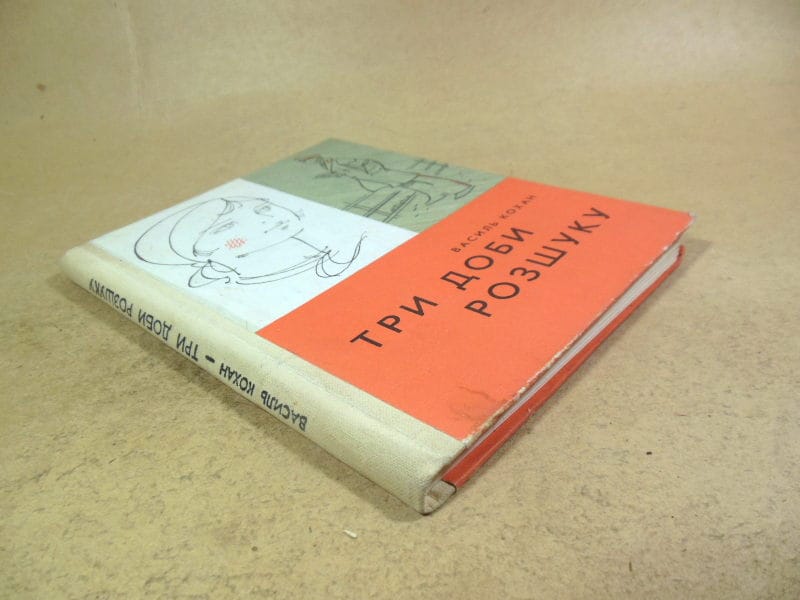 ВАСИЛЬ КОХАН
ТРИ ДОБИ
РОЗШУКУ
ВАСИЛЬ КОХАН – ТРИ ДОБИ РОЗШУКУ